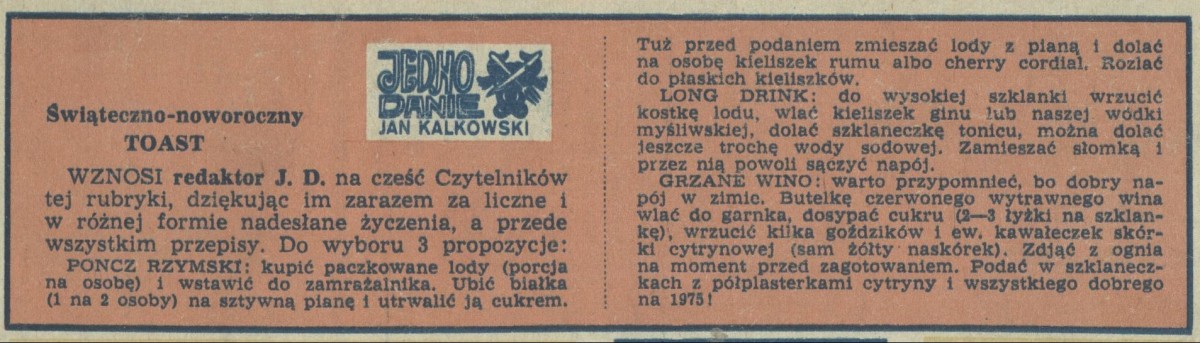 JEDNO
DANIE
JAN KALKOWSKI
Świąteczno-noworoczny
TOAST
WZNOSI redaktor J. D. na cześć Czytelników
tej rubryki, dziękując im zarazem za liczne i
w różnej formie nadesłane życzenia, a przede
wszystkim przepisy. Do wyboru 3 propozycje:
PONCZ RZYMSKI: kupić paczkowane lody (porcja
na osobę) i wstawić do zamrażalnika. Ubić białka
(1 na 2 osoby) na sztywną pianę i utrwalić ją cukrem.
Tuż przed podaniem zmieszać lody z pianą i dolać
na osobę kieliszek rumu albo cherry cordial. Rozlać
do płaskich kieliszków.
LONG DRINK: do wysokiej szklanki wrzucić
kostkę lodu, wlać kieliszek ginu lub naszej wódki
myśliwskiej, dolać szklaneczkę tonicu, można dolać
jeszcze trochę wody sodowej. Zamieszać słomką i
przez nią powoli sączyć napój.
GRZANE WINO: warto przypomnieć, bo dobry na-
pój w zimie. Butelkę czerwonego wytrawnego wina
wlać do garnka, dosypać cukru (2—3 łyżki na szklan-
kę), wrzucić kilka goździków i ew. kawałeczek skór-
ki cytrynowej (sam żółty naskórek). Zdjąć z ognia
na moment przed zagotowaniem. Podać w szklanecz-
kach z półplasterkami cytryny i wszystkiego dobrego
na 1975!